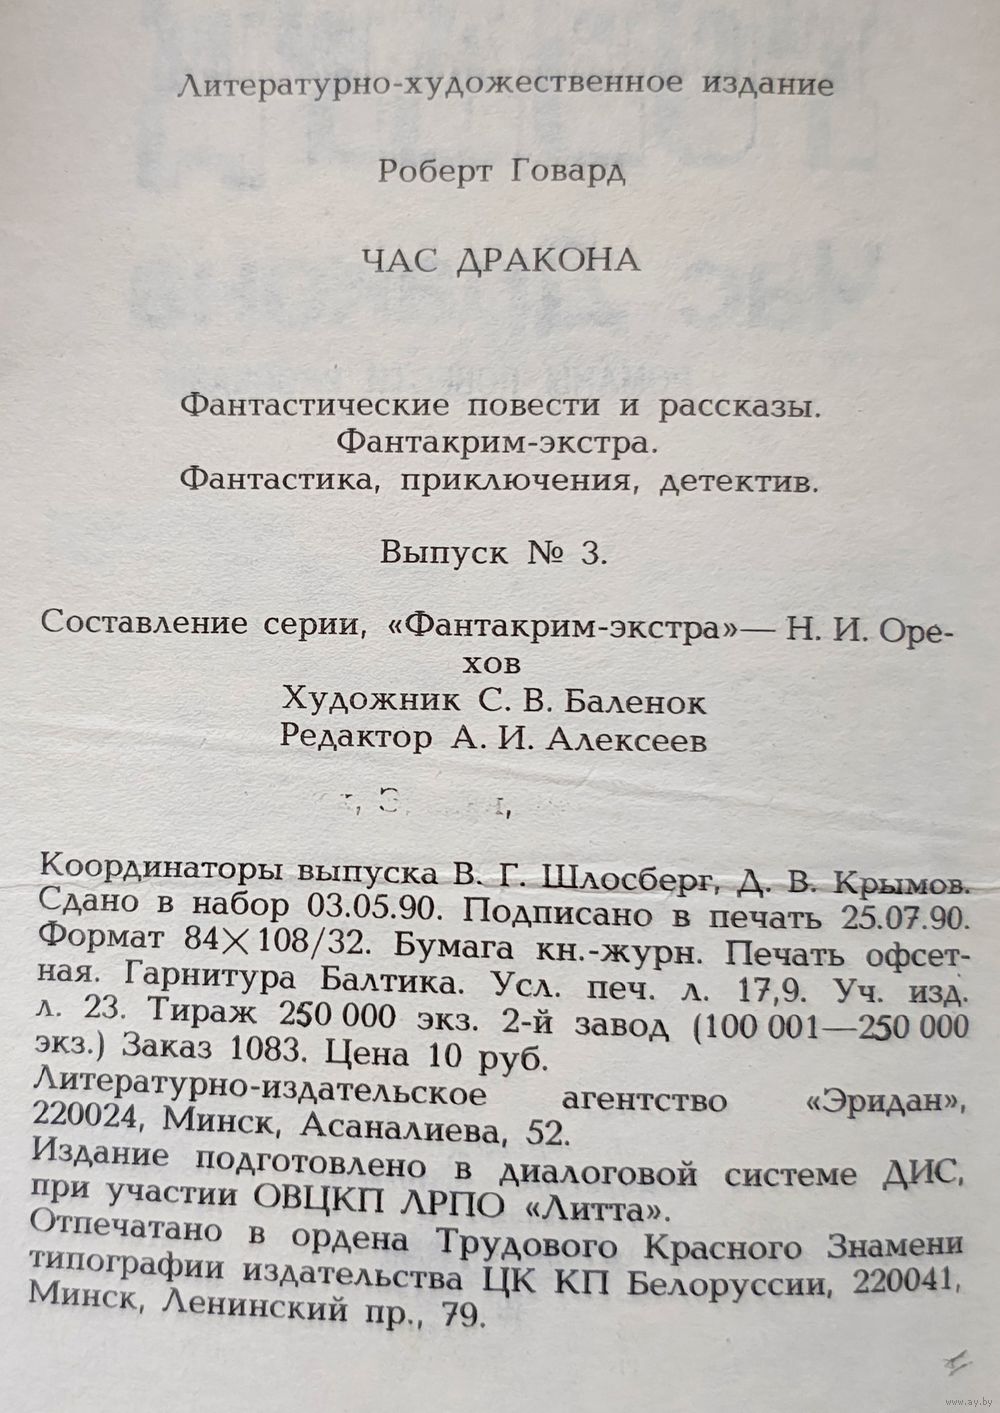 Литературно-художественное издание
Роберт Говард
ЧАС ДРАКОНА
Фантастические повести и рассказы.
Фантакрим-экстра.
Фантастика, приключения, детектив.
Выпуск № 3.
Составление серии, «Фантакрим-экстра»— Н. И. Оре-
хов
Художник С. В. Баленок
Редактор А. И. Алексеев
Координаторы выпуска В. Г. Шлосберг, Д. В. Крымов.
Сдано в набор 03.05.90. Подписано в печать 25.07.90.
Формат 84×108/32. Бумага кн.-журн. Печать офсет-
ная. Гарнитура Балтика. Усл. печ. л. 17,9. Уч. изд.
л. 23. Тираж 250 000 экз. 2-й завод (100 001—250 000
экз.) Заказ 1083. Цена 10 руб.
Литературно-издательское агентство «Эридан»,
220024, Минск, Асаналиева, 52.
Издание подготовлено в диалоговой системе ДИС,
при участии ОВЦКП ЛРПО «Литта».
Отпечатано в ордена Трудового Красного Знамени
типографии издательства ЦК КП Белоруссии, 220041,
Минск, Ленинский пр., 79.
www.ay.by